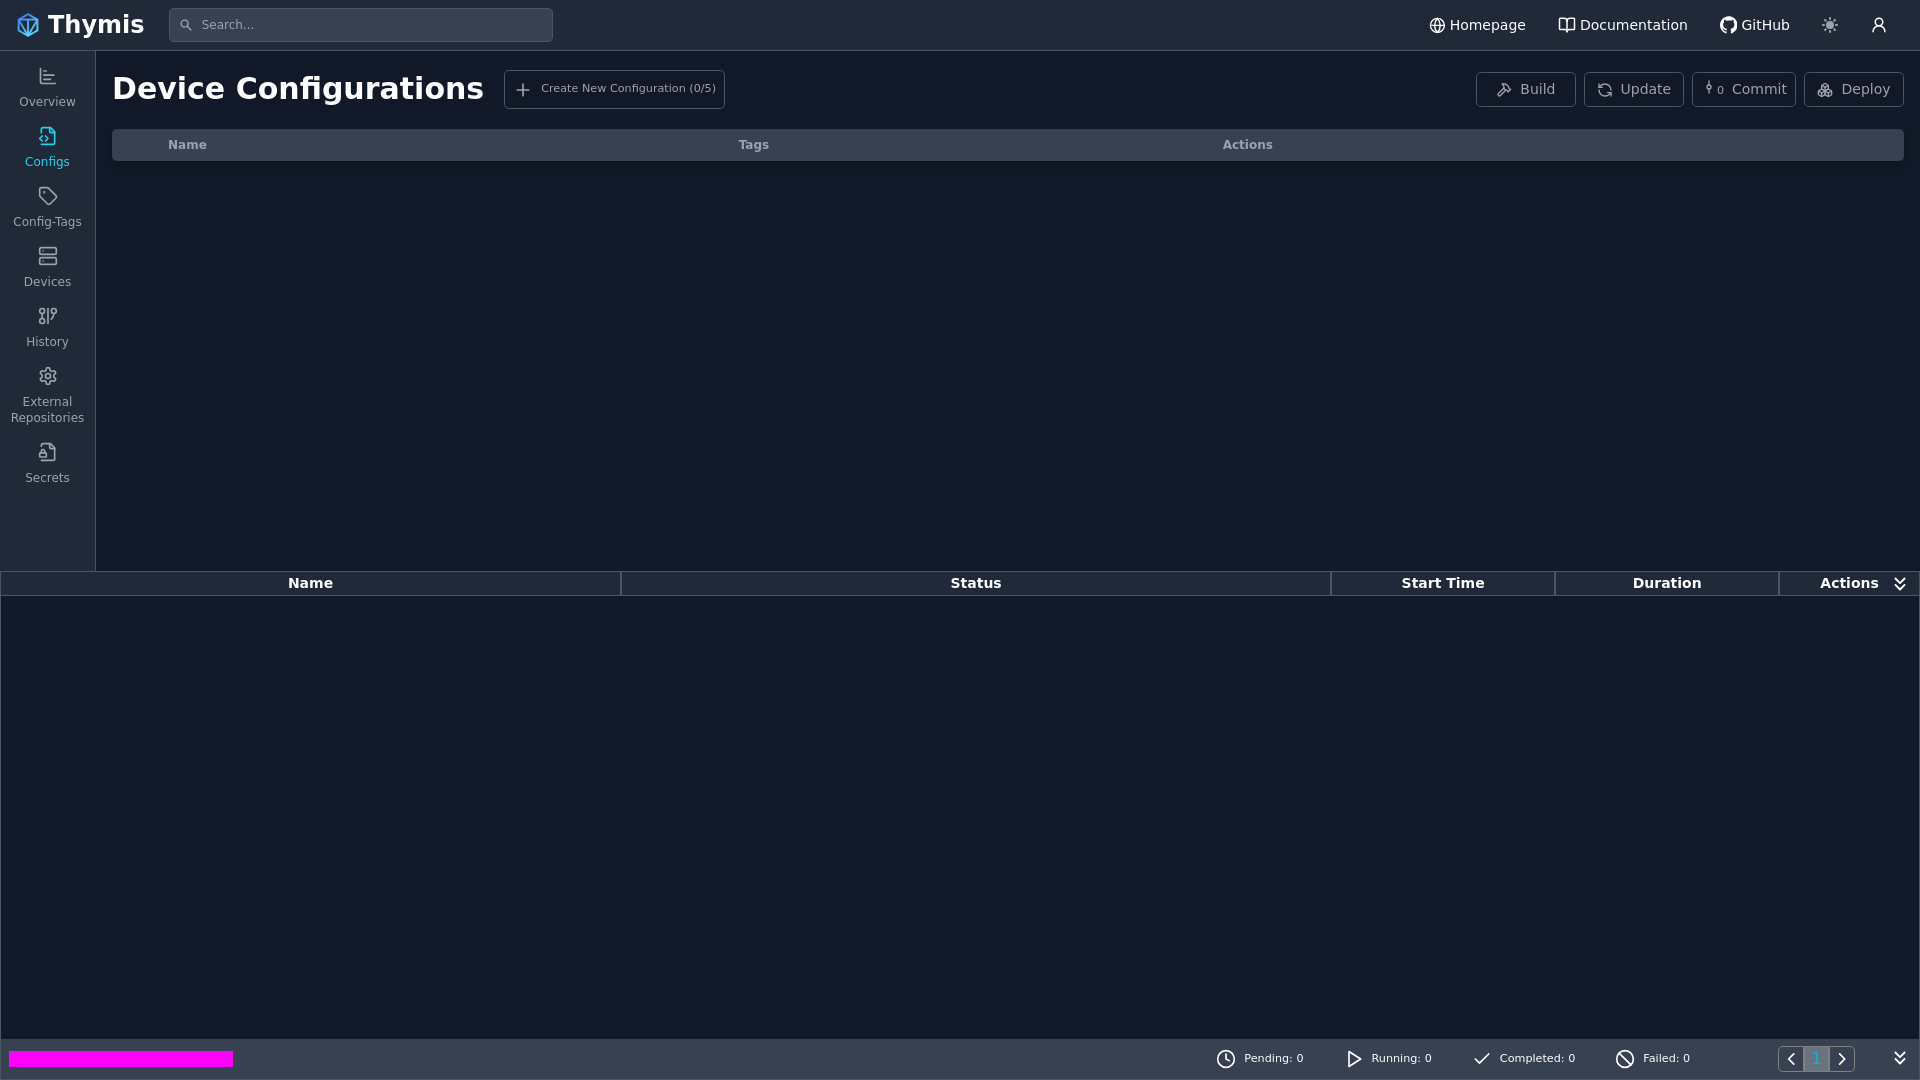 Thymis
Search...
Homepage
Documentation
GitHub
Overview
Configs
Config-Tags
Devices
History
External
Repositories
Secrets
Device Configurations
Create New Configuration (0/5)
Build
Update
0 Commit
Deploy
Name Tags Actions
Name Status Start Time Duration Actions
Pending: 0
Running: 0
Completed: 0
Failed: 0
1